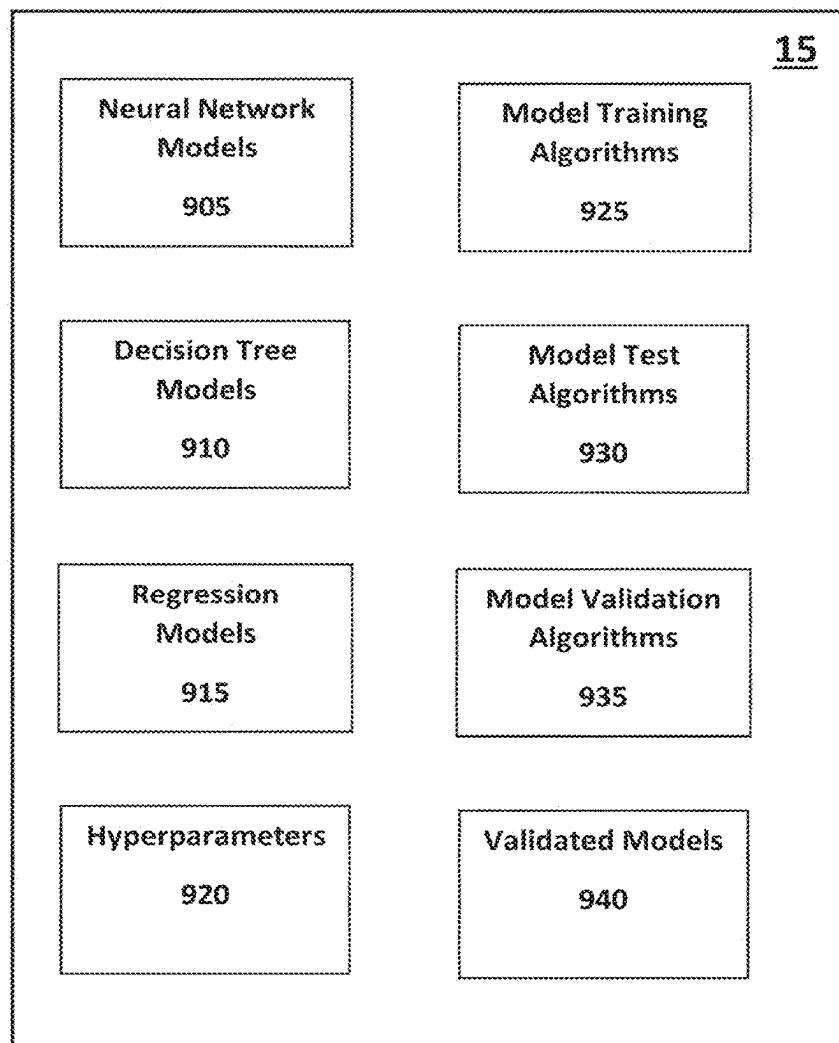 15
Neural Network
Models
905
Model Training
Algorithms
925
Decision Tree
Models
910
Model Test
Algorithms
930
Regression
Models
915
Model Validation
Algorithms
935
Hyperparameters
920
Validated Models
940